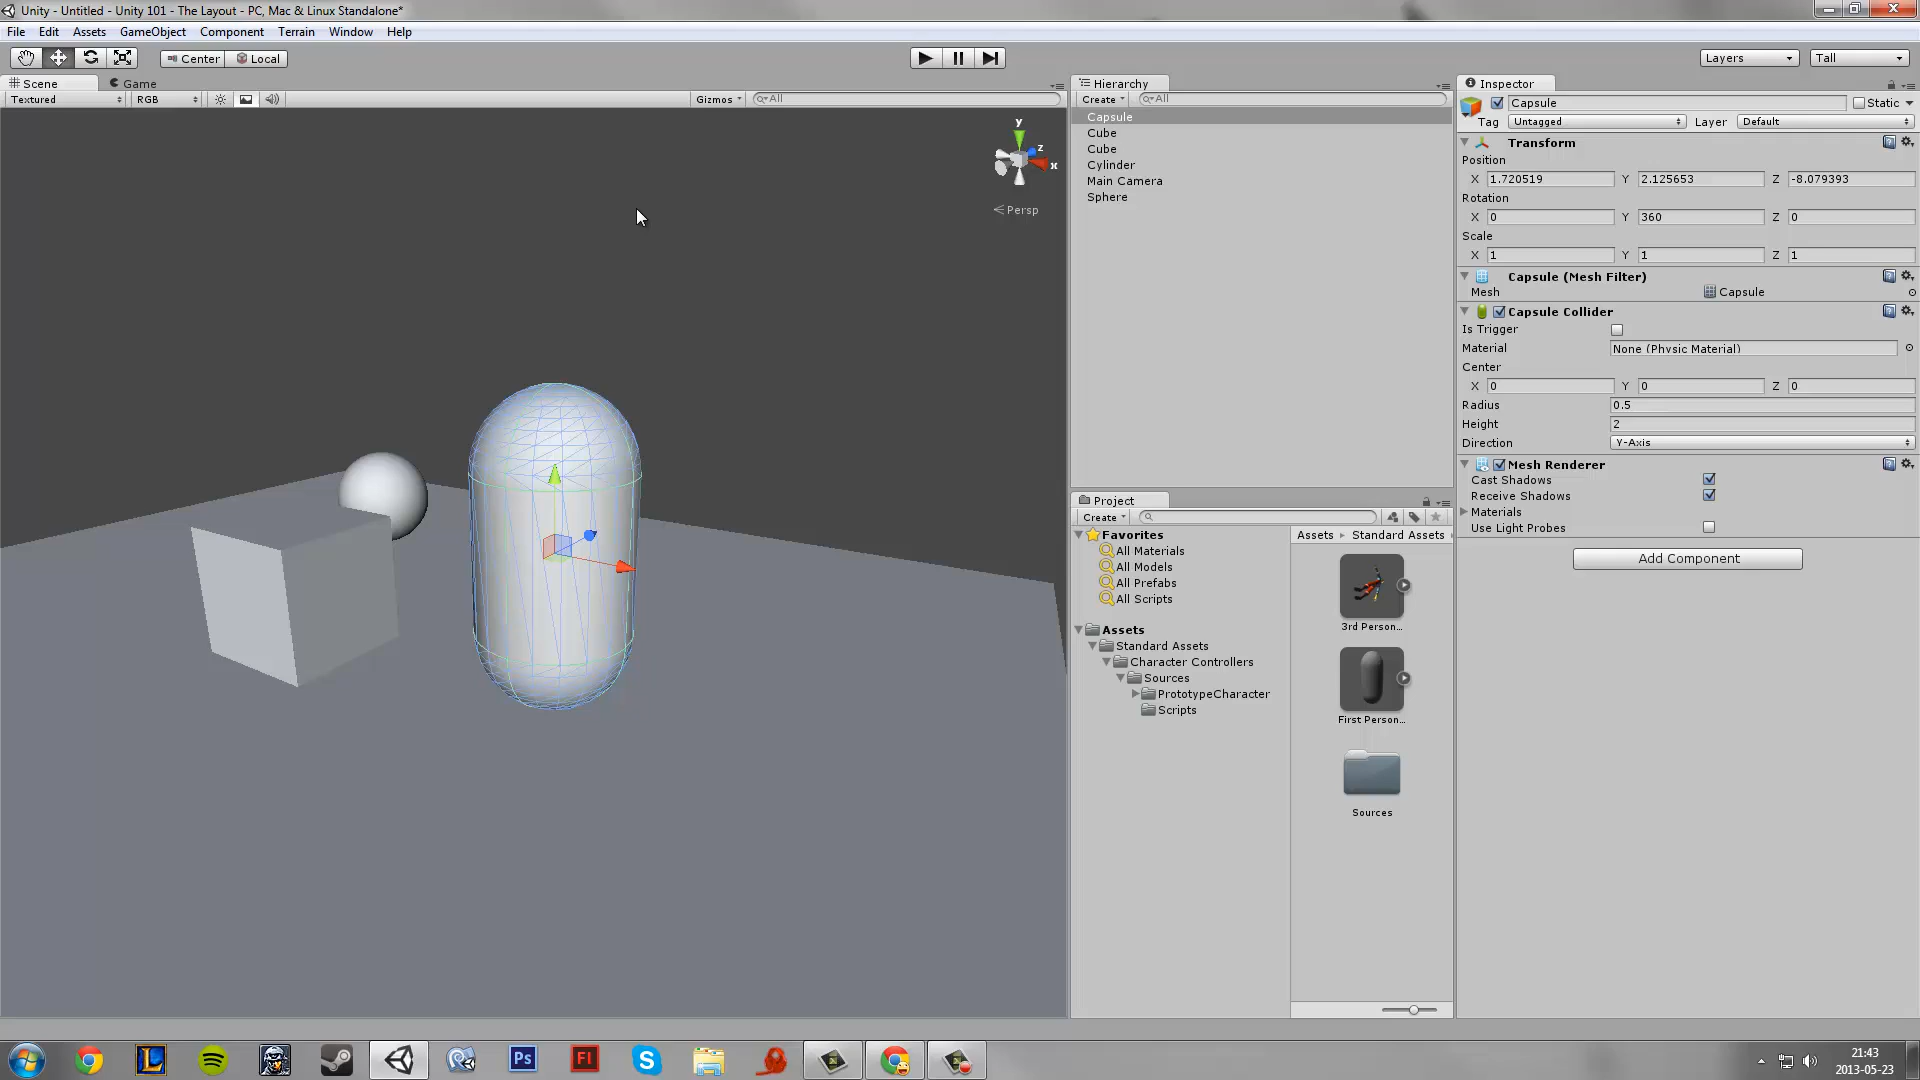 Unity - Untitled - Unity 101 - The Layout - PC, Mac & Linux Standalone*
File Edit Assets GameObject Component Terrain Window Help
Center Local Layers Tall
Scene Game
Textured RGB Gizmos All
y
z
x
Persp
Hierarchy
Create All
Capsule
Cube
Cube
Cylinder
Main Camera
Sphere
Project
Create
Favorites
All Materials
All Models
All Prefabs
All Scripts
Assets
Standard Assets
Character Controllers
Sources
PrototypeCharacter
Scripts
Assets Standard Assets
3rd Person...
First Person...
Sources
Inspector
Capsule Static
Tag Untagged Layer Default
Transform
Position
X 1.720519 Y 2.125653 Z -8.079393
Rotation
X 0 Y 360 Z 0
Scale
X 1 Y 1 Z 1
Capsule (Mesh Filter)
Mesh Capsule
Capsule Collider
Is Trigger
Material None (Physic Material)
Center
X 0 Y 0 Z 0
Radius 0.5
Height 2
Direction Y-Axis
Mesh Renderer
Cast Shadows
Receive Shadows
Materials
Use Light Probes
Add Component
L Ps Fl S
21:43
2013-05-23